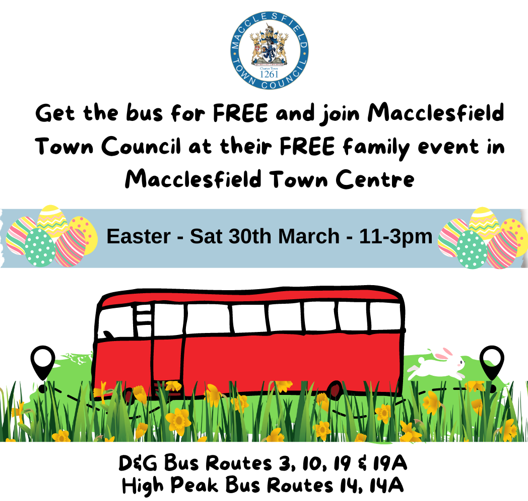 MACCLESFIELD
1261
TOWN COUNCIL
Get the bus for FREE and join Macclesfield
Town Council at their FREE family event in
Macclesfield Town Centre
Easter - Sat 30th March - 11-3pm
D&G Bus Routes 3, 10, 19 & 19A
High Peak Bus Routes 14, 14A